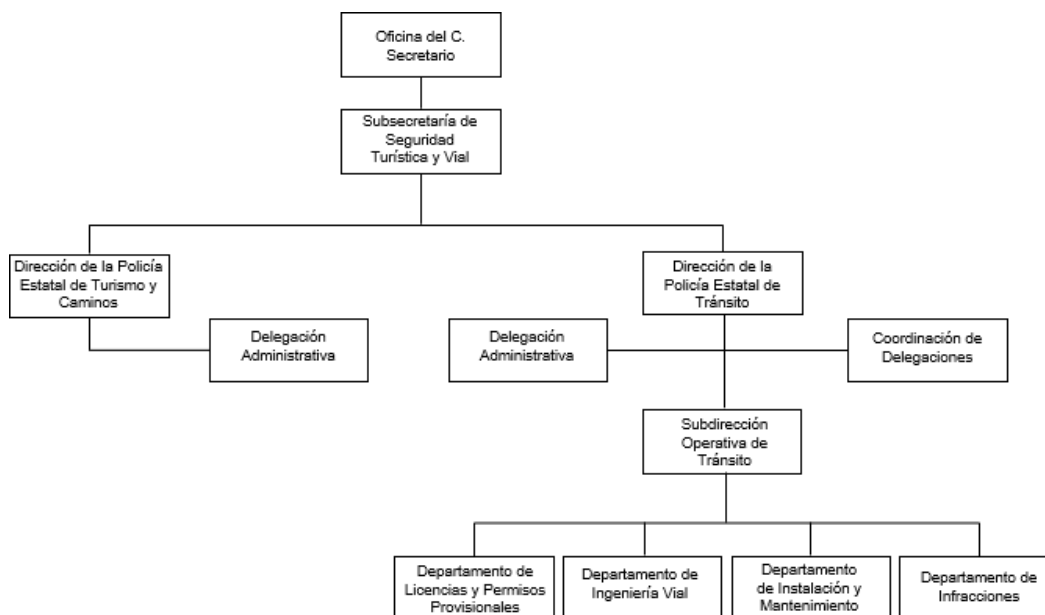 Oficina del C.
Secretario
Subsecretaría de
Seguridad
Turística y Vial
Dirección de la Policía
Estatal de Turismo y
Caminos
Dirección de la
Policía Estatal de
Tránsito
Delegación
Administrativa
Delegación
Administrativa
Coordinación de
Delegaciones
Subdirección
Operativa de
Tránsito
Departamento de
Licencias y Permisos
Provisionales
Departamento de
Ingeniería Vial
Departamento
de Instalación y
Mantenimiento
Departamento de
Infracciones